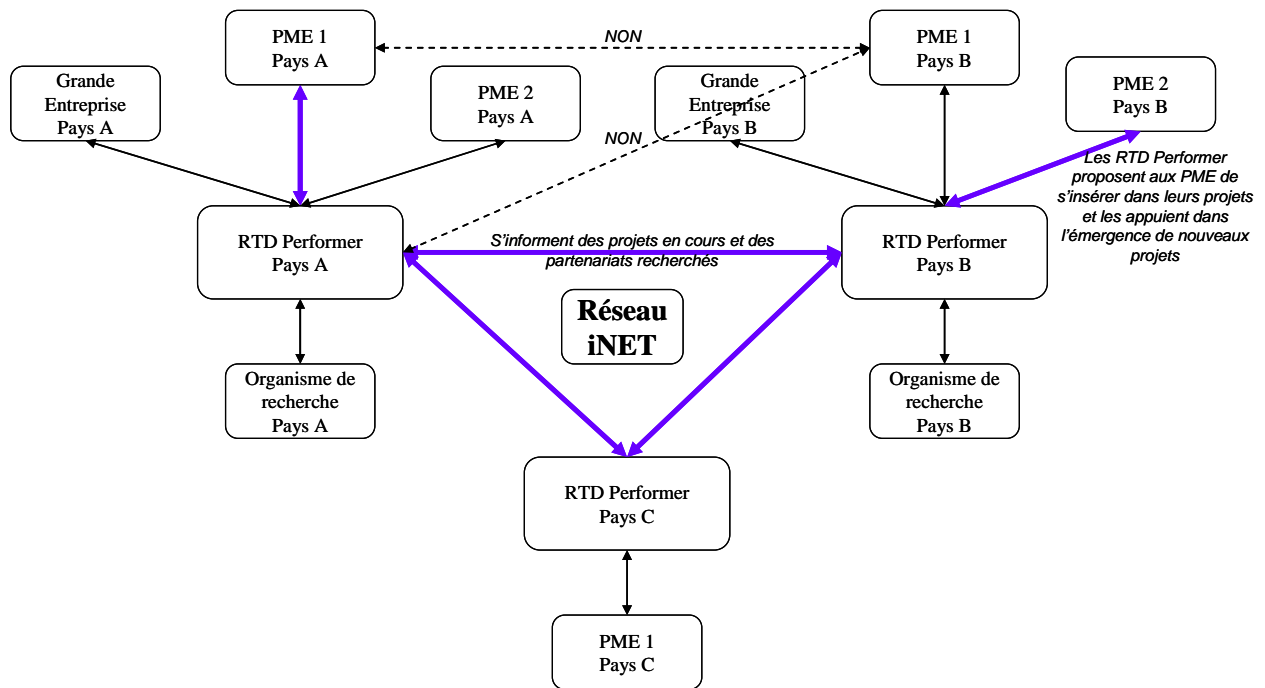 PME 1
Pays A
NON
PME 1
Pays B
Grande
Entreprise
Pays A
PME 2
Pays A
Grande
Entreprise
Pays B
PME 2
Pays B
NON
Les RTD Performer
proposent aux PME de
s'insérer dans leurs projets
et les appuient dans
l'émergence de nouveaux
projets
RTD Performer
Pays A
S'informent des projets en cours et des
partenariats recherchés
RTD Performer
Pays B
Réseau
iNET
Organisme de
recherche
Pays A
Organisme de
recherche
Pays B
RTD Performer
Pays C
PME 1
Pays C